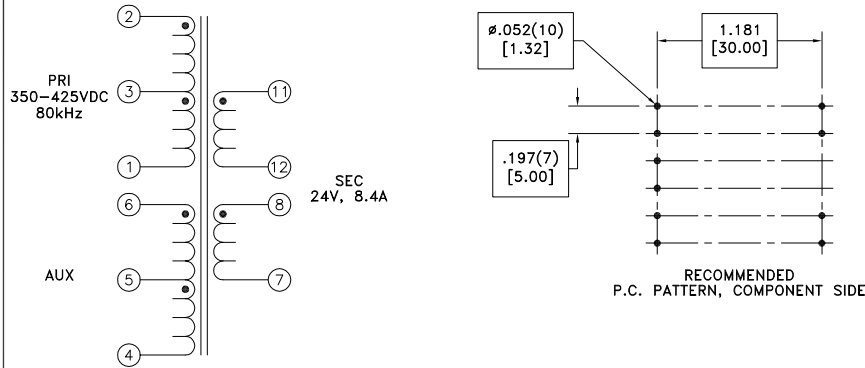 2
PRI
350-425VDC
80kHz
3
1
6
AUX
5
4
11
12
SEC
24V, 8.4A
8
7
ø.052(10)
[1.32]
1.181
[30.00]
.197(7)
[5.00]
RECOMMENDED
P.C. PATTERN, COMPONENT SIDE